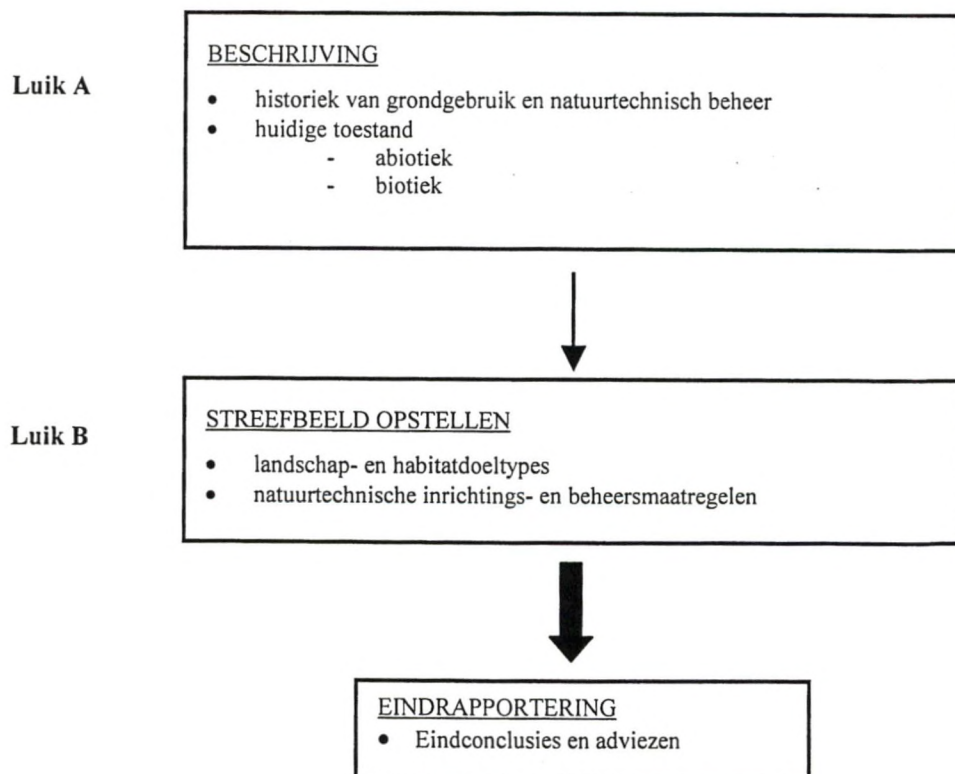 Luik A
BESCHRIJVING
• historiek van grondgebruik en natuurtechnisch beheer
• huidige toestand
- abiotiek
- biotiek
Luik B
STREEFBEELD OPSTELLEN
• landschap- en habitatdoeltypes
• natuurtechnische inrichtings- en beheersmaatregelen
EINDRAPPORTERING
• Eindconclusies en adviezen